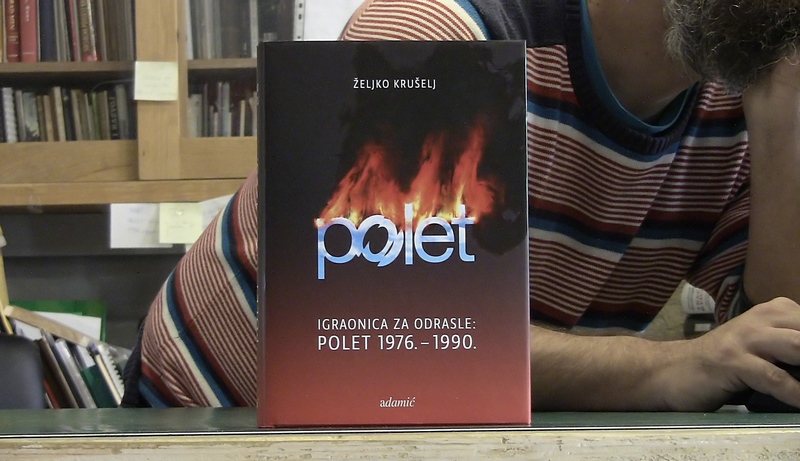 ŽELJKO KRUŠELJ
polet
IGRAONICA ZA ODRASLE:
POLET 1976. – 1990.
adamić